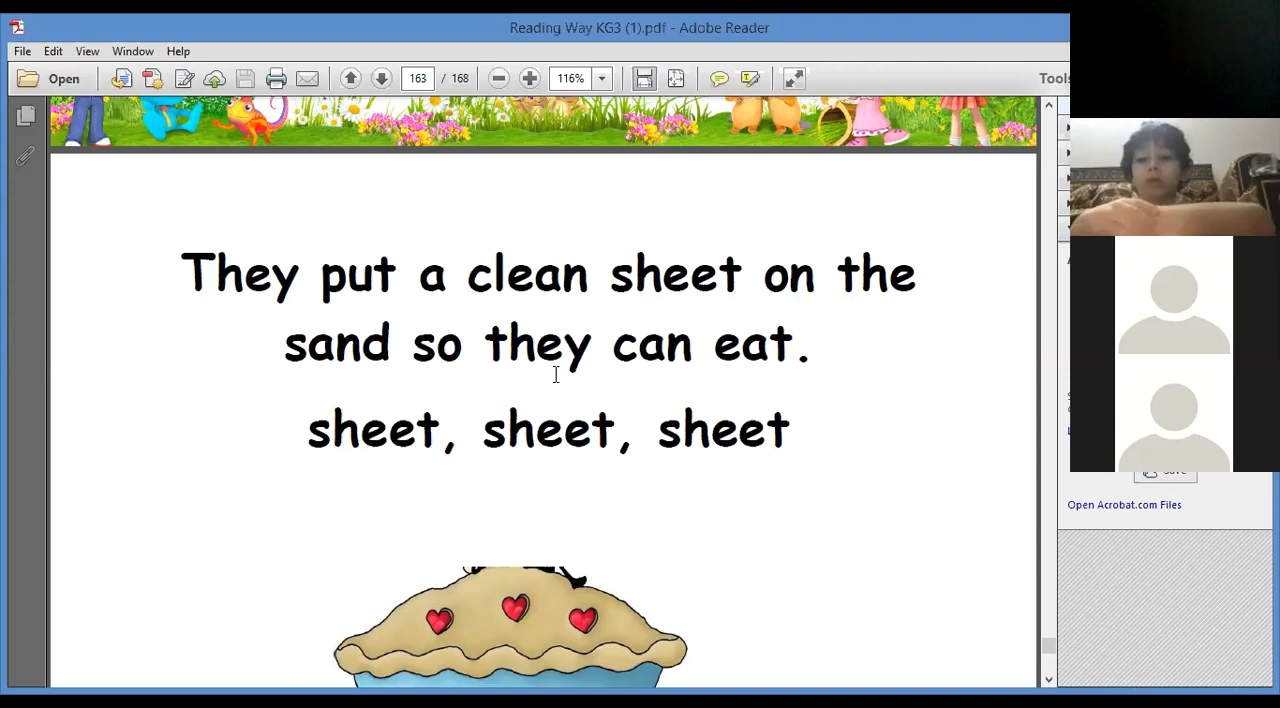 Reading Way KG3 (1).pdf - Adobe Reader
File Edit View Window Help
Open 163 / 168 116% Tools
They put a clean sheet on the
sand so they can eat.
sheet, sheet, sheet
Save
Open Acrobat.com Files